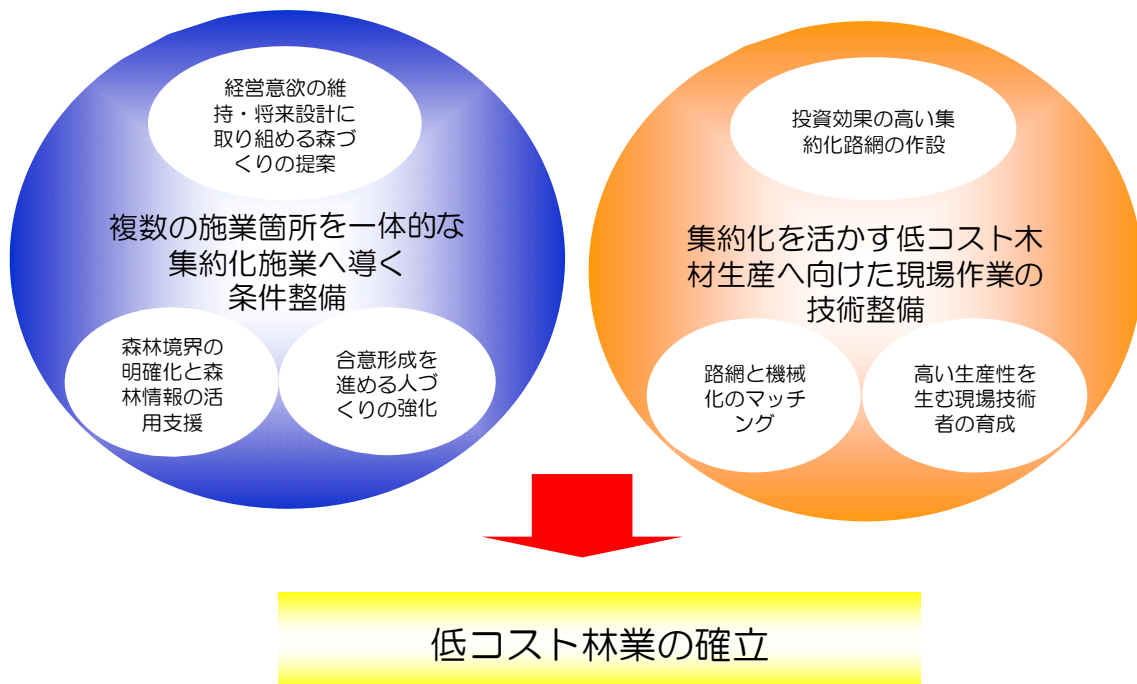 経営意欲の維
持・将来設計に
取り組める森づ
くりの提案
複数の施業箇所を一体的な
集約化施業へ導く
条件整備
森林境界の
明確化と森
林情報の活
用支援
合意形成を
進める人づ
くりの強化
投資効果の高い集
約化路網の作設
集約化を活かす低コスト木
材生産へ向けた現場作業の
技術整備
路網と機械
化のマッチ
ング
高い生産性を
生む現場技術
者の育成
低コスト林業の確立